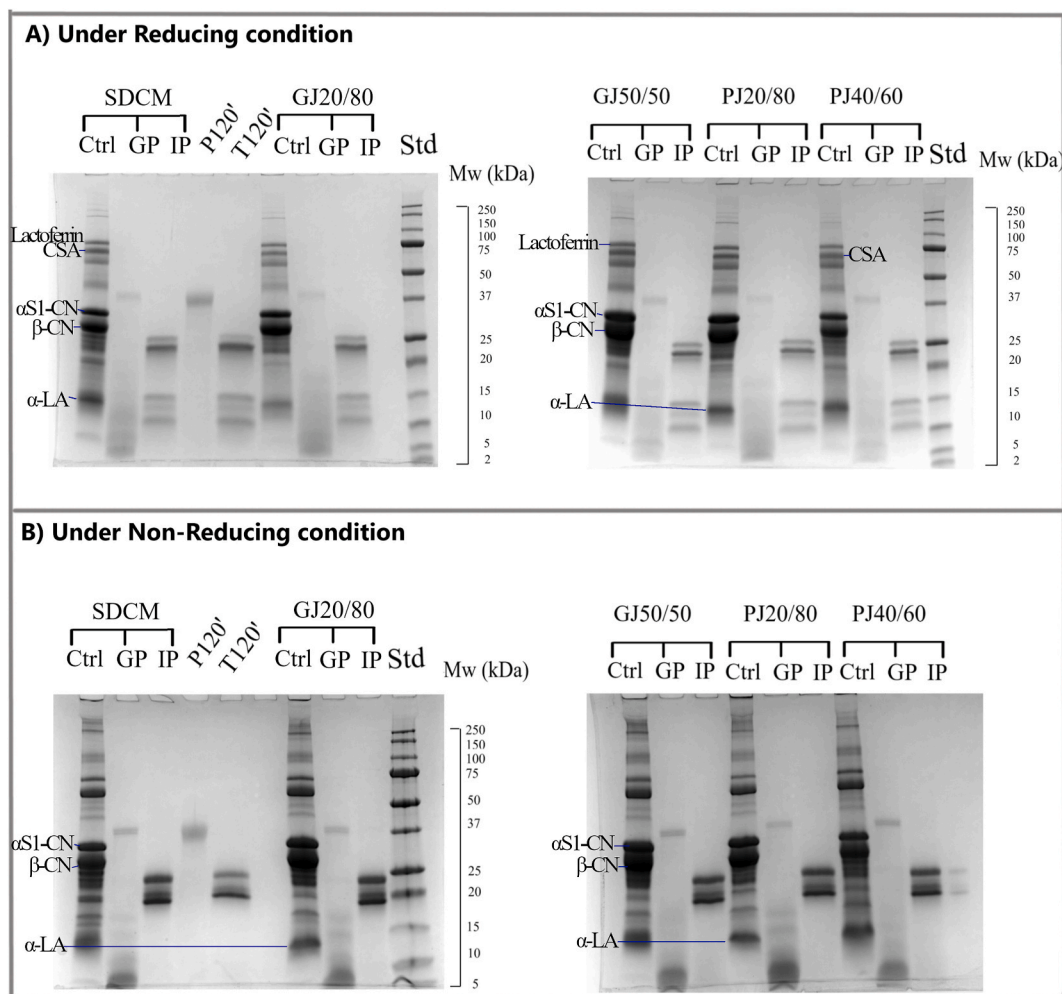 A) Under Reducing condition
SDCM P120' T120' GJ20/80
Ctrl GP IP Ctrl GP IP Std
Mw (kDa)
Lactoferrin
CSA
αS1-CN
β-CN
α-LA
250
150
100
75
50
37
25
20
15
10
5
2
GJ50/50 PJ20/80 PJ40/60
Ctrl GP IP Ctrl GP IP Ctrl GP IP Std
Mw (kDa)
Lactoferrin
CSA
αS1-CN
β-CN
α-LA
250
150
100
75
50
37
25
20
15
10
5
2
B) Under Non-Reducing condition
SDCM P120' T120' GJ20/80
Ctrl GP IP Ctrl GP IP Std
Mw (kDa)
αS1-CN
β-CN
α-LA
250
150
100
75
50
37
25
20
15
10
5
GJ50/50 PJ20/80 PJ40/60
Ctrl GP IP Ctrl GP IP Ctrl GP IP
αS1-CN
β-CN
α-LA